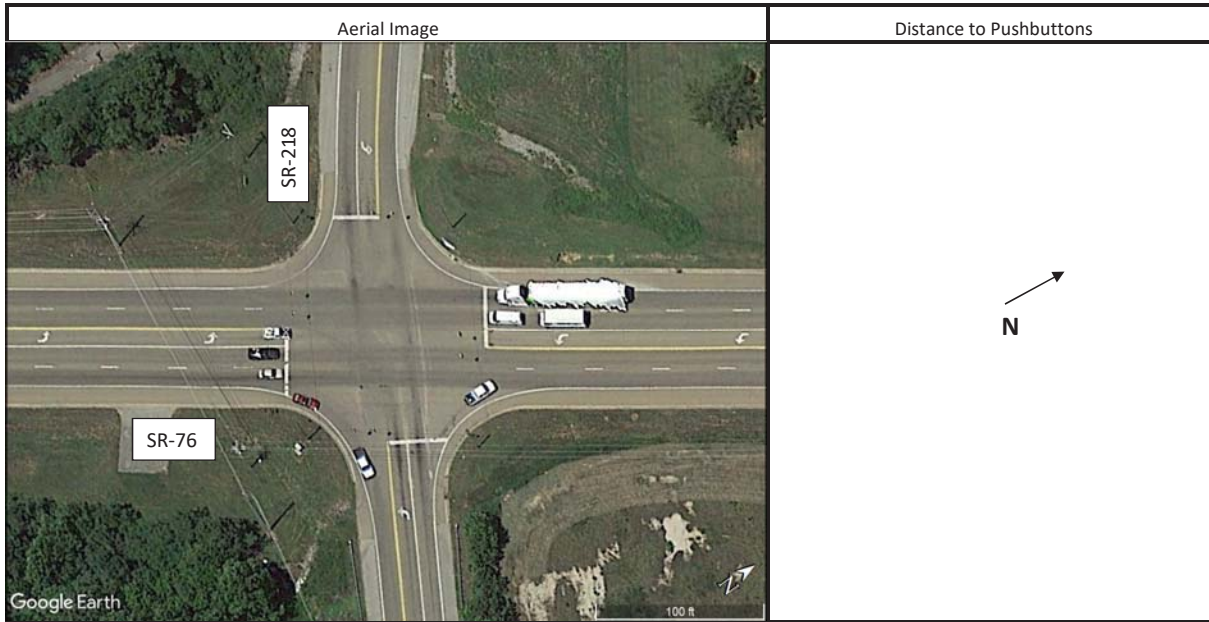 Aerial Image
Distance to Pushbuttons
SR-218
N
SR-76
N
Google Earth
100 ft